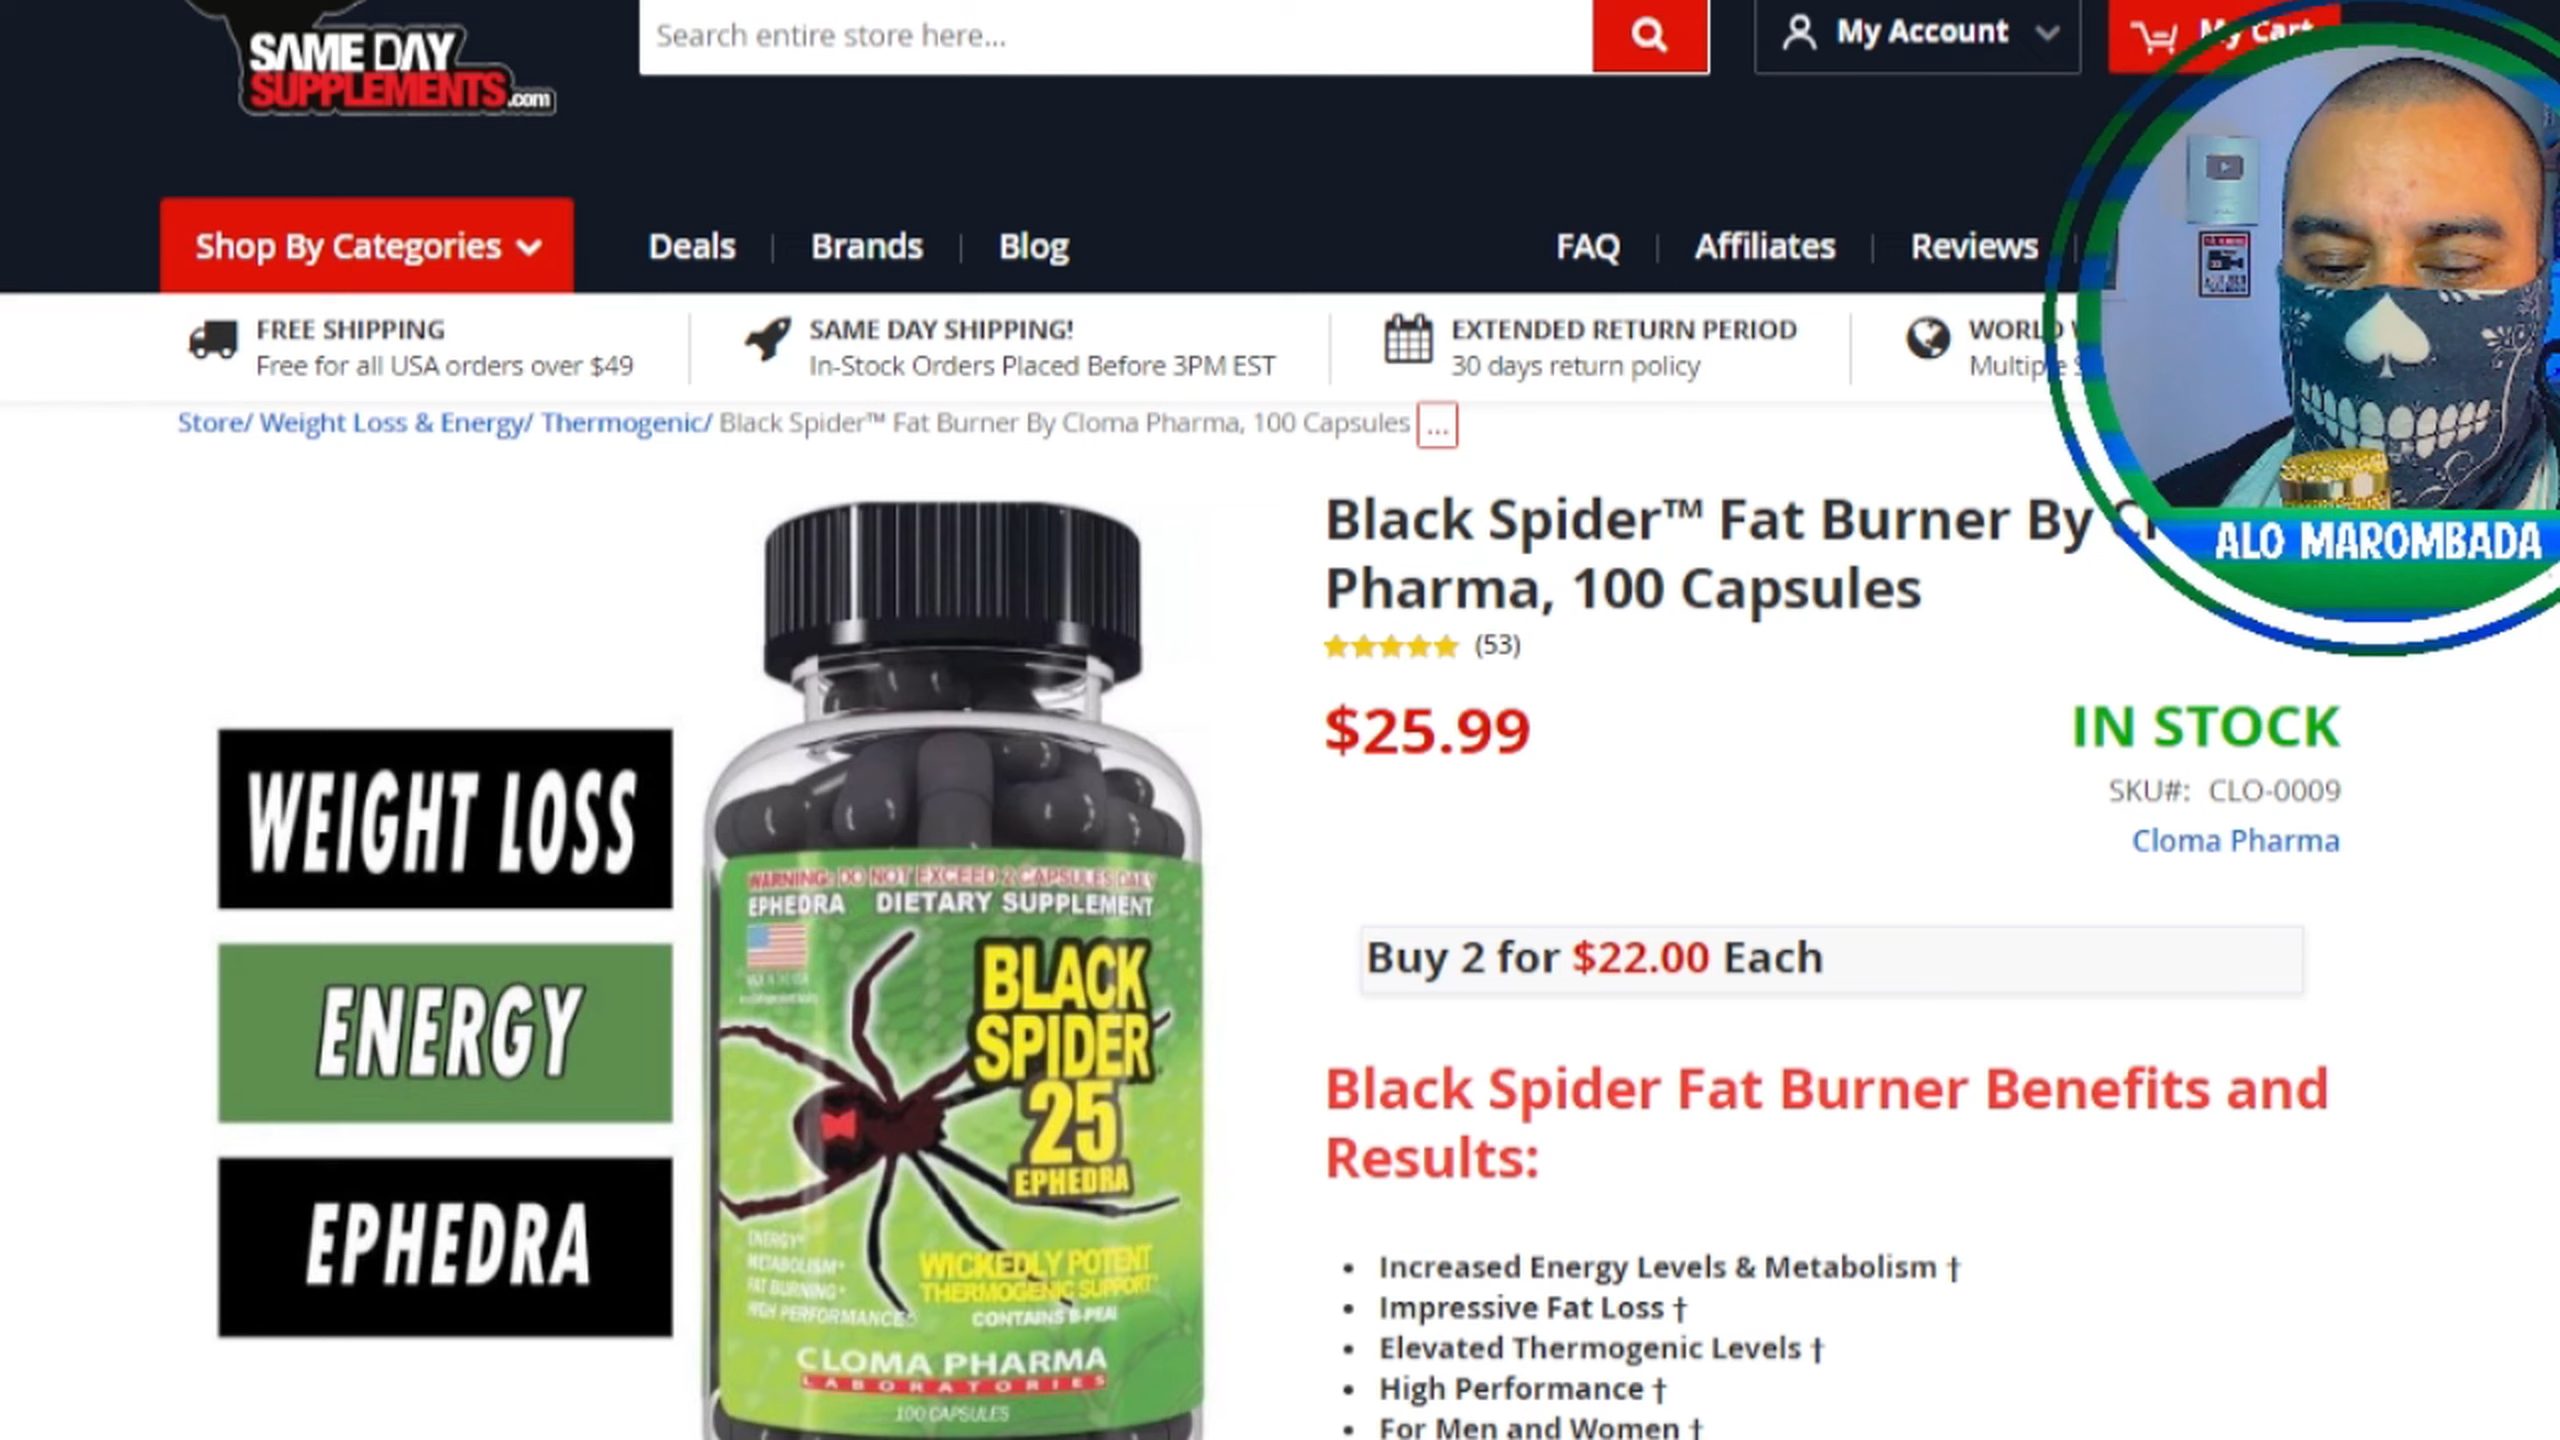 SAME DAY
SUPPLEMENTS.com
Search entire store here...
My Account
My Cart
Shop By Categories
Deals
Brands
Blog
FAQ
Affiliates
Reviews
FREE SHIPPING
Free for all USA orders over $49
SAME DAY SHIPPING!
In-Stock Orders Placed Before 3PM EST
EXTENDED RETURN PERIOD
30 days return policy
WORLD
Store/ Weight Loss & Energy/ Thermogenic/ Black Spider™ Fat Burner By Cloma Pharma, 100 Capsules ...
ALO MAROMBADA
Black Spider™ Fat Burner By
Pharma, 100 Capsules
(53)
$25.99
IN STOCK
SKU#: CLO-0009
Cloma Pharma
Buy 2 for $22.00 Each
Black Spider Fat Burner Benefits and
Results:
• Increased Energy Levels & Metabolism †
• Impressive Fat Loss †
• Elevated Thermogenic Levels †
• High Performance †
• For Men and Women †
WEIGHT LOSS
ENERGY
EPHEDRA
WARNING: DO NOT EXCEED 2 CAPSULES DAILY
EPHEDRA DIETARY SUPPLEMENT
BLACK
SPIDER
25
EPHEDRA
ENERGY*
METABOLISM*
FAT BURNING*
HIGH PERFORMANCE*
WICKEDLY POTENT
THERMOGENIC SUPPORT*
CONTAINS B-PEA!
CLOMA PHARMA
LABORATORIES
100 CAPSULES